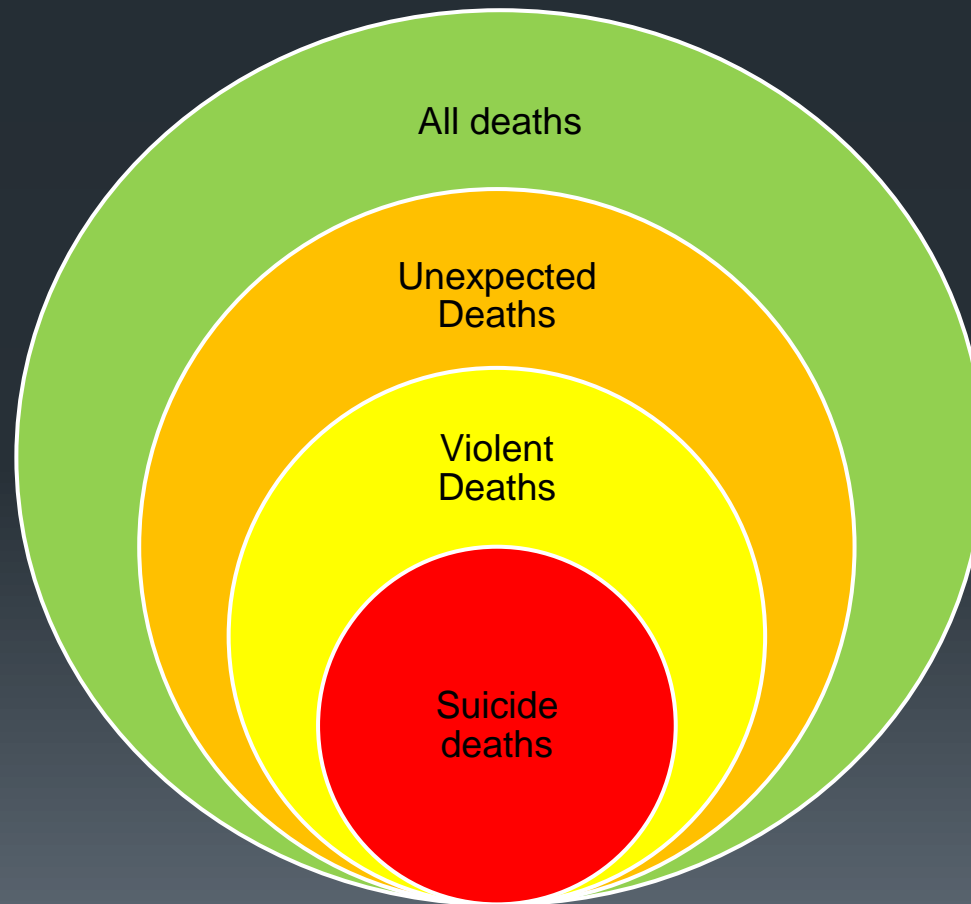 All deaths
Unexpected
Deaths
Violent
Deaths
Suicide
deaths